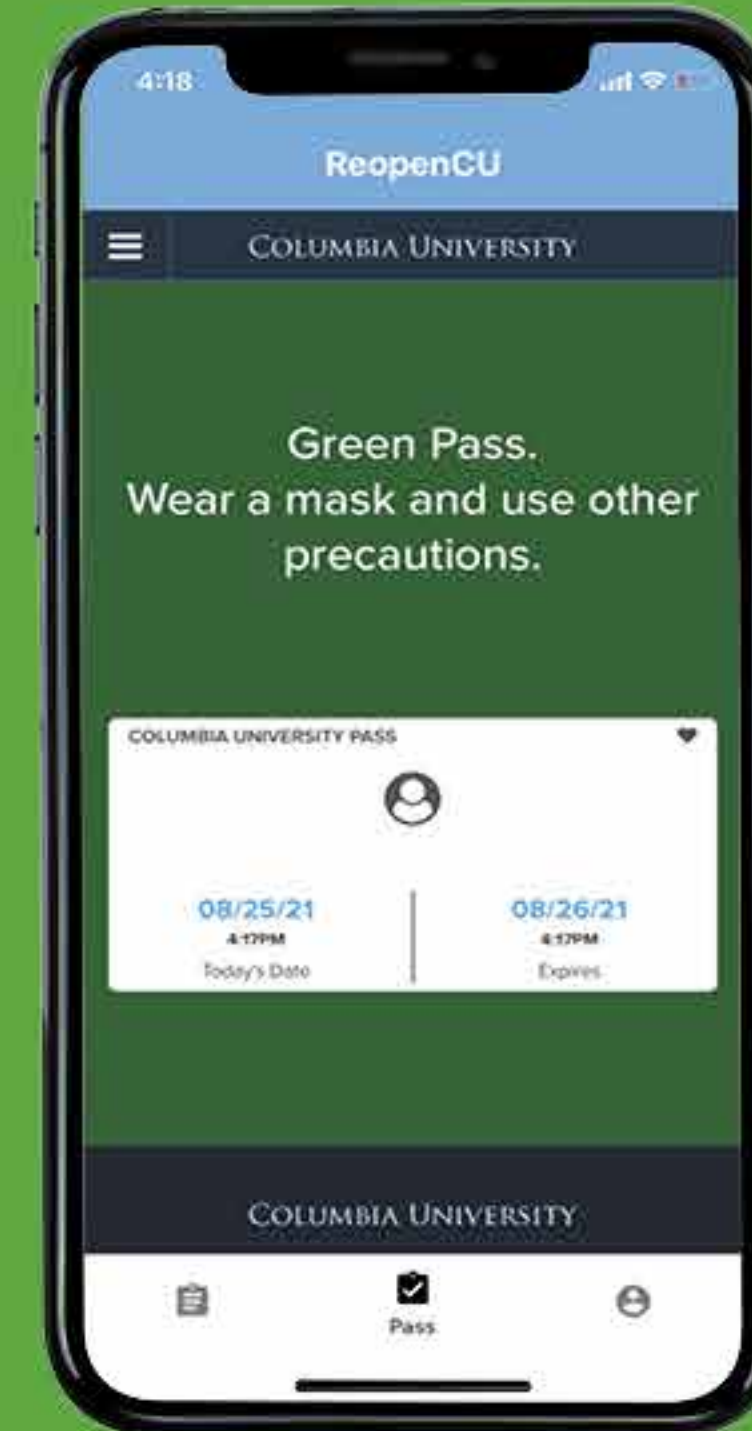 4:18
ReopenCU
COLUMBIA UNIVERSITY
Green Pass.
Wear a mask and use other
precautions.
COLUMBIA UNIVERSITY PASS
08/25/21
4:17PM
Today's Date
08/26/21
4:17PM
Expires
COLUMBIA UNIVERSITY
Pass